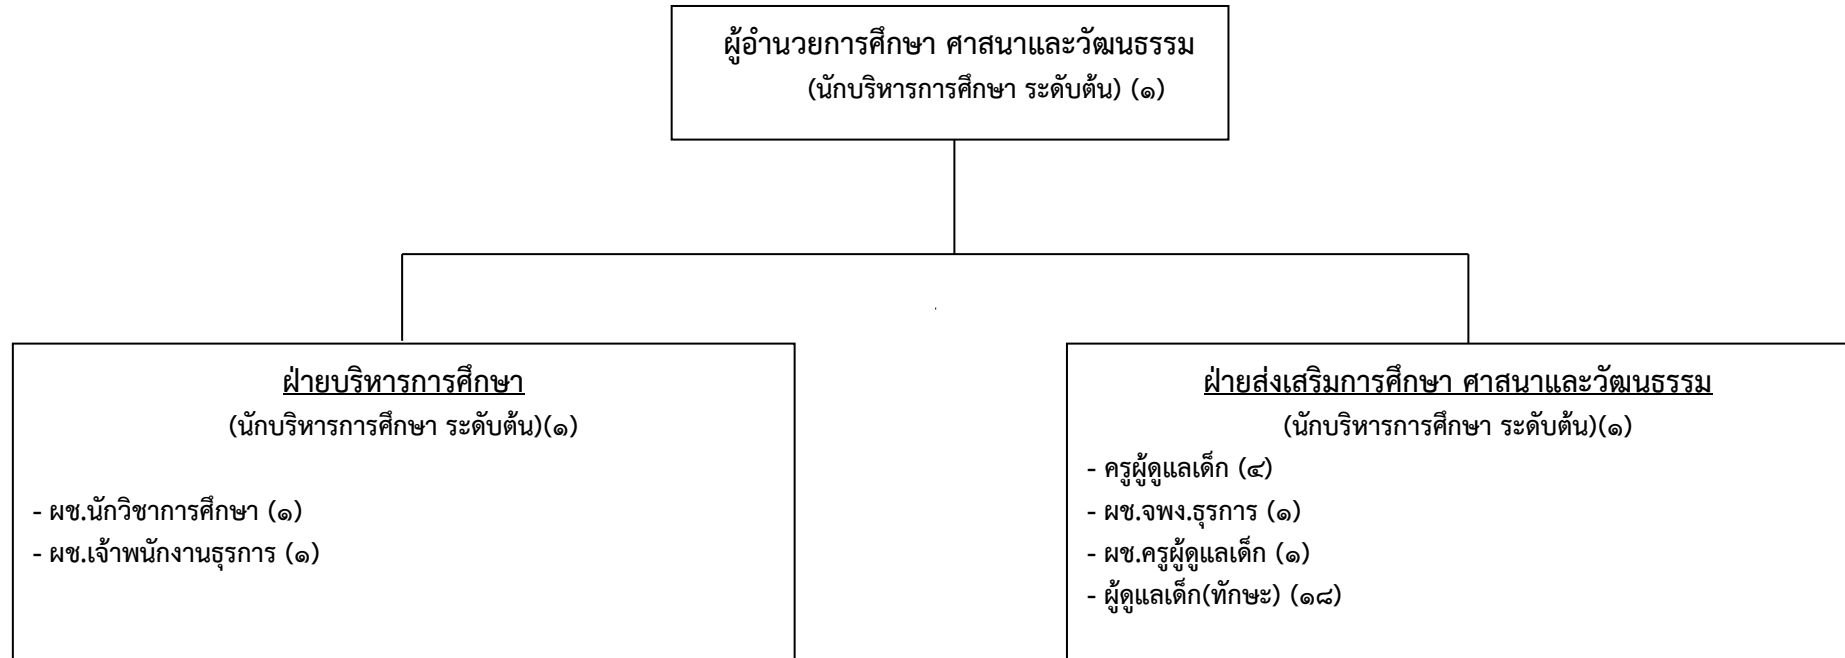 ผู้อำนวยการศึกษา ศาสนาและวัฒนธรรม
(นักบริหารการศึกษา ระดับต้น) (๑)
ฝ่ายบริหารการศึกษา
(นักบริหารการศึกษา ระดับต้น)(๑)
- ผช.นักวิชาการศึกษา (๑)
- ผช.เจ้าพนักงานธุรการ (๑)
ฝ่ายส่งเสริมการศึกษา ศาสนาและวัฒนธรรม
(นักบริหารการศึกษา ระดับต้น)(๑)
- ครูผู้ดูแลเด็ก (๔)
- ผช.จพง.ธุรการ (๑)
- ผช.ครูผู้ดูแลเด็ก (๑)
- ผู้ดูแลเด็ก(ทักษะ) (๑๘)